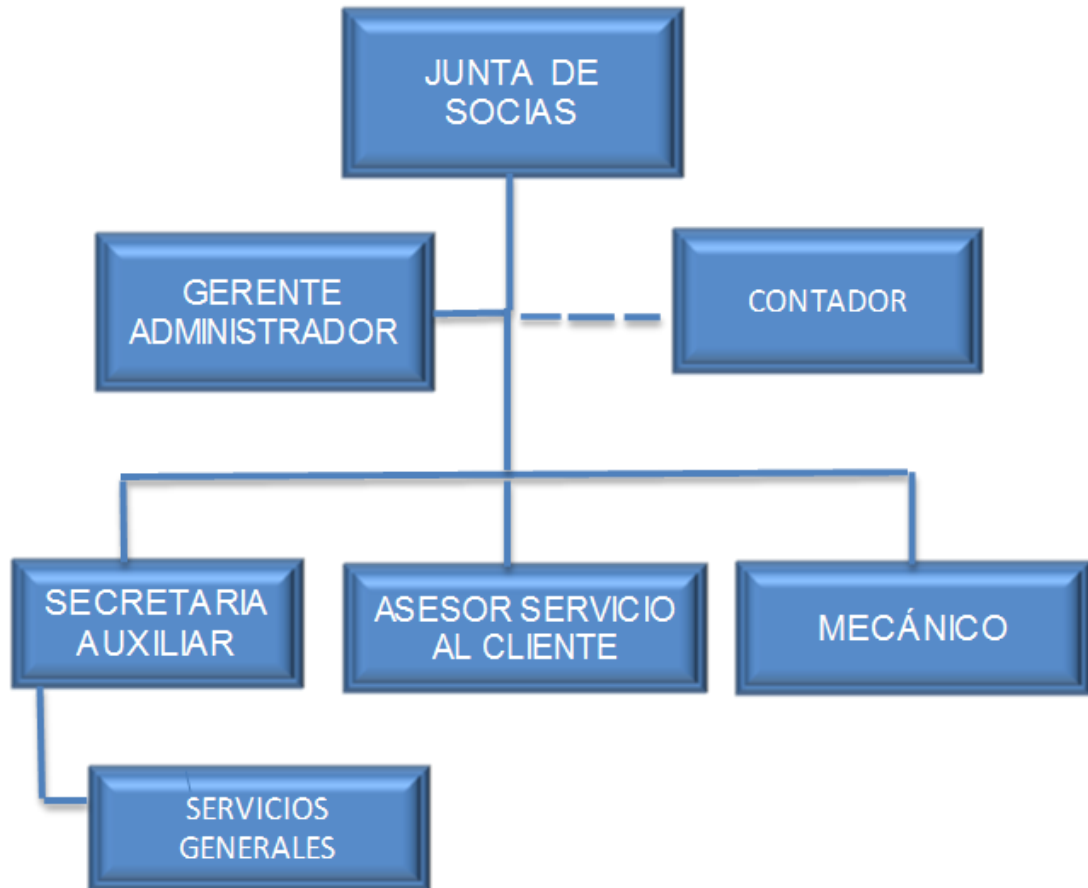 JUNTA DE
SOCIAS
GERENTE
ADMINISTRADOR
CONTADOR
SECRETARIA
AUXILIAR
ASESOR SERVICIO
AL CLIENTE
MECÁNICO
SERVICIOS
GENERALES